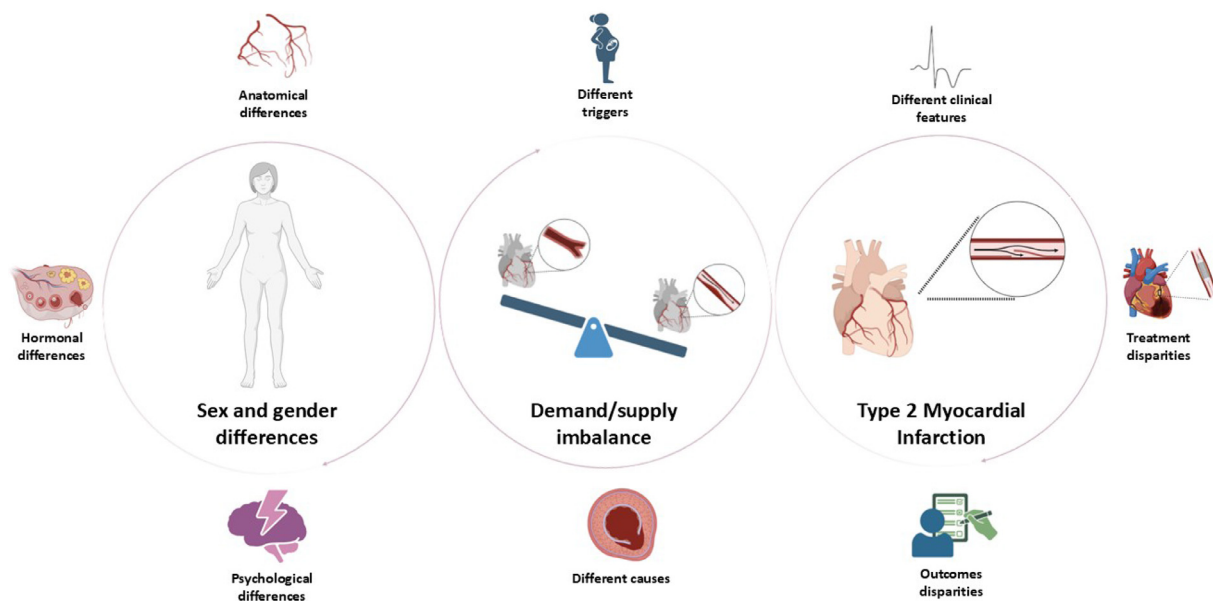 Anatomical
differences
Different
triggers
Different clinical
features
Hormonal
differences
Treatment
disparities
Sex and gender
differences
Demand/supply
imbalance
Type 2 Myocardial
Infarction
Psychological
differences
Different causes
Outcomes
disparities